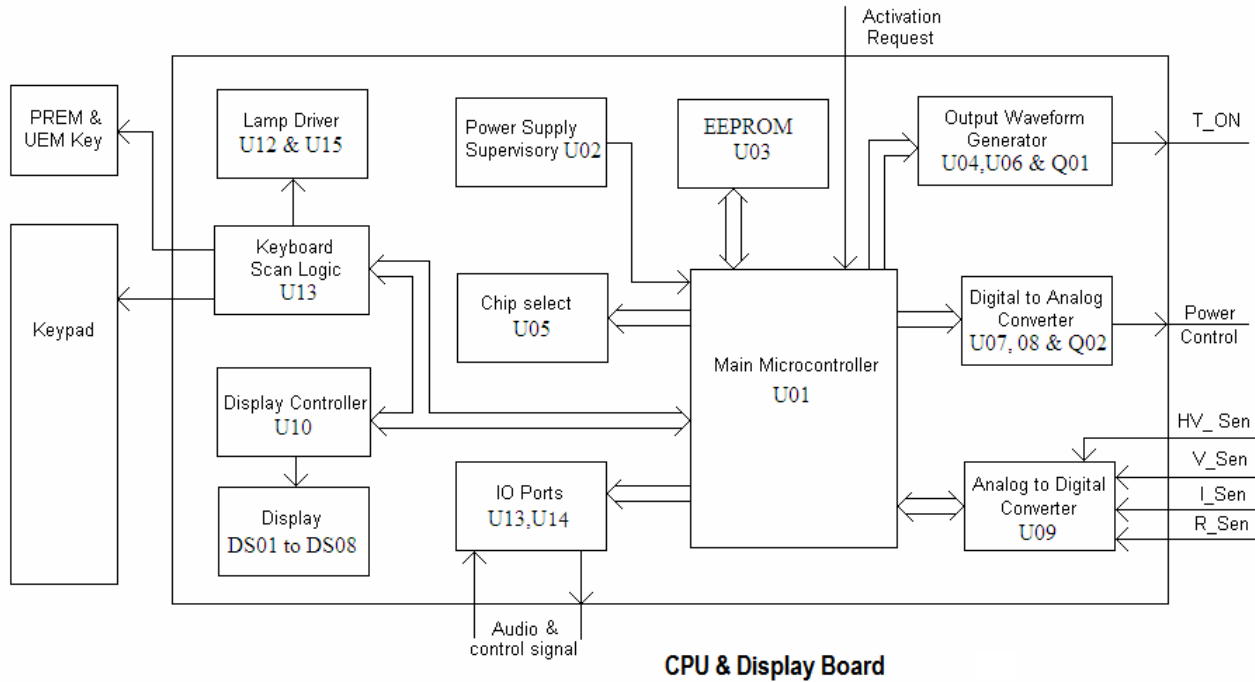 Activation
Request
PREM &
UEM Key
Lamp Driver
U12 & U15
Power Supply
Supervisory U02
EEPROM
U03
Output Waveform
Generator
U04,U06 & Q01
T_ON
Keyboard
Scan Logic
U13
Keypad
Chip select
U05
Digital to Analog
Converter
U07, 08 & Q02
Power
Control
Main Microcontroller
U01
Display Controller
U10
HV_ Sen
V_Sen
I_Sen
R_Sen
IO Ports
U13,U14
Analog to Digital
Converter
U09
Display
DS01 to DS08
Audio &
control signal
CPU & Display Board